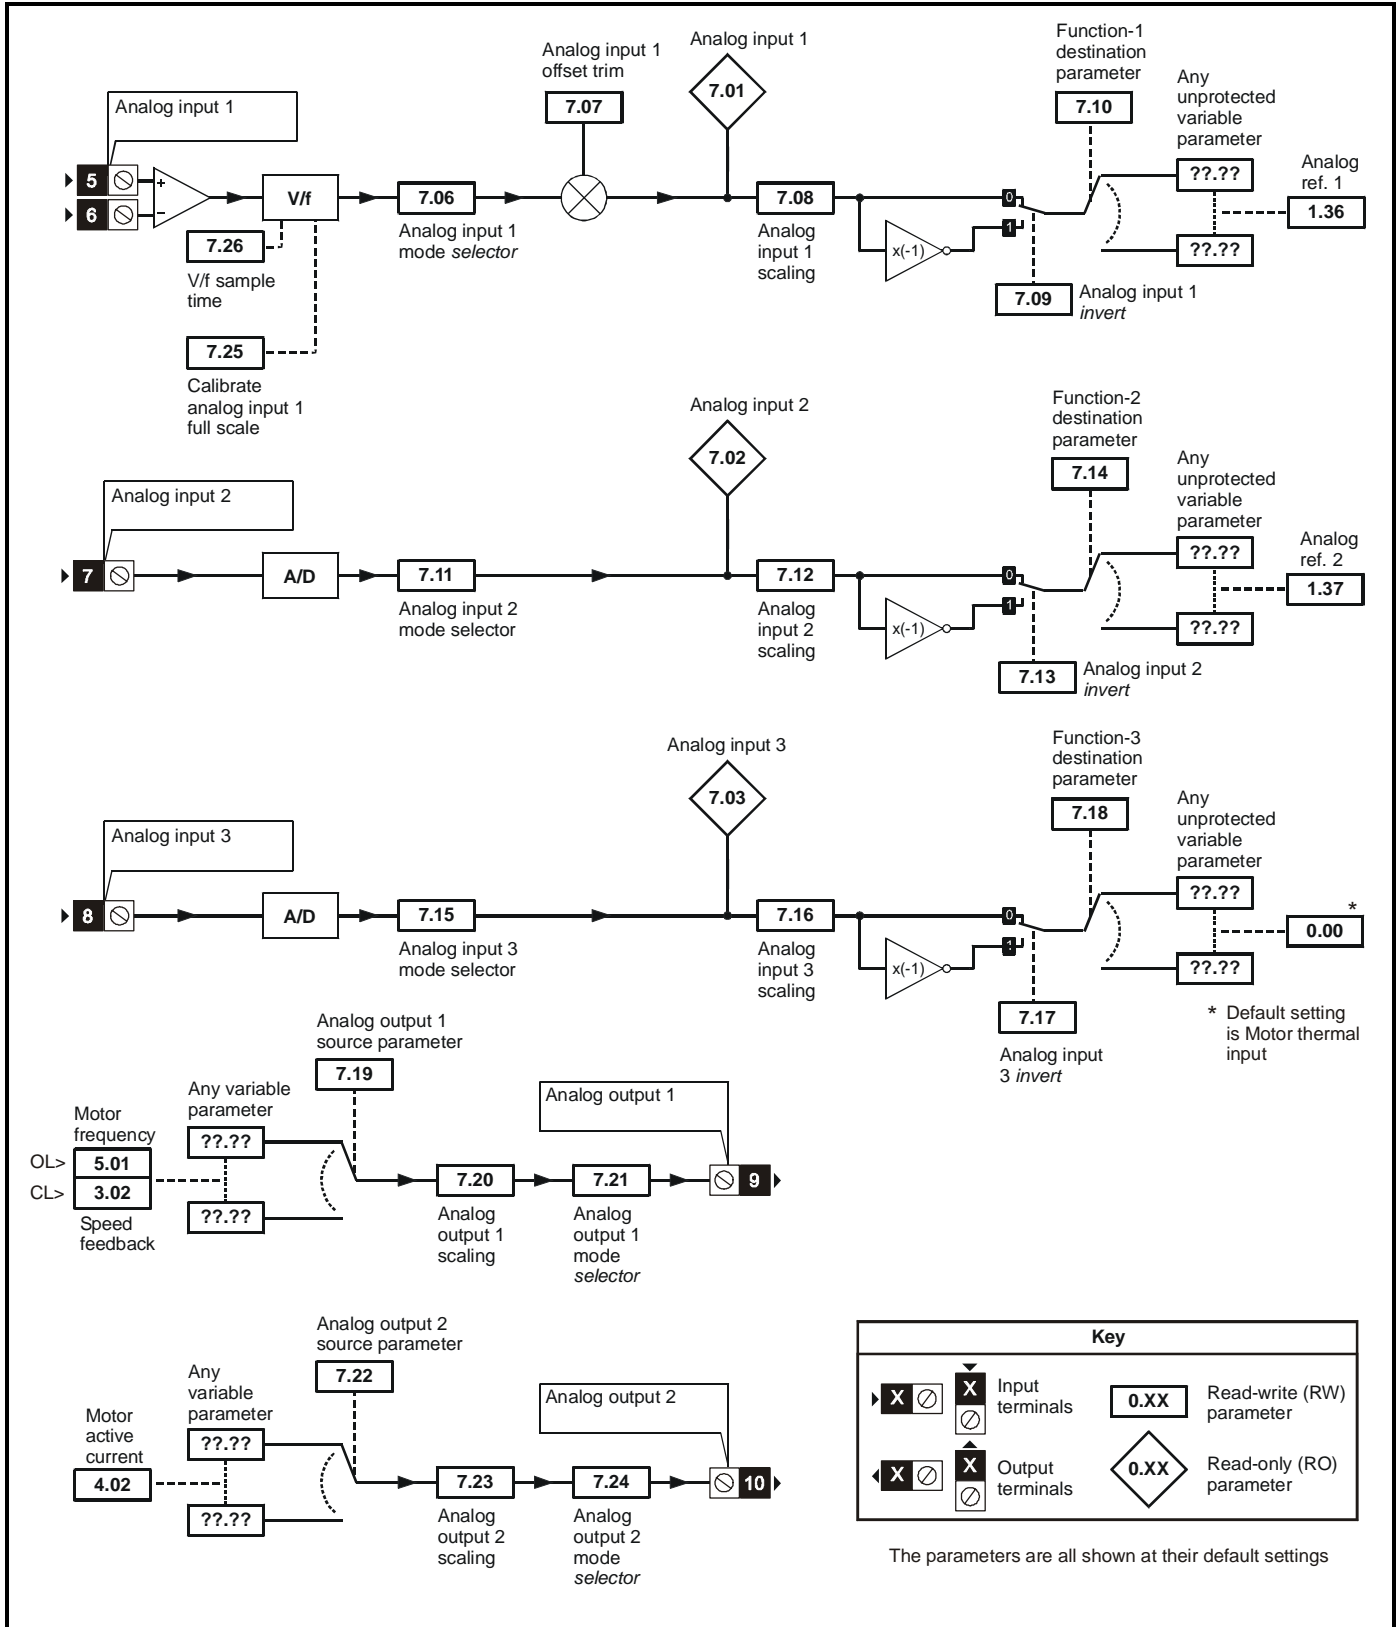 Analog input 1
Analog input 1
offset trim
7.07
Analog input 1
7.01
Function-1
destination
parameter
7.10
Any
unprotected
variable
parameter
??.??
??.??
Analog
ref. 1
1.36
5
6
+
−
V/f
7.26
V/f sample
time
7.25
Calibrate
analog input 1
full scale
7.06
Analog input 1
mode selector
7.08
Analog
input 1
scaling
x(-1)
0
1
7.09
Analog input 1
invert
Analog input 2
7
A/D
7.11
Analog input 2
mode selector
Analog input 2
7.02
7.12
Analog
input 2
scaling
x(-1)
0
1
7.13
Analog input 2
invert
Function-2
destination
parameter
7.14
Any
unprotected
variable
parameter
??.??
??.??
Analog
ref. 2
1.37
Analog input 3
8
A/D
7.15
Analog input 3
mode selector
Analog input 3
7.03
7.16
Analog
input 3
scaling
x(-1)
0
1
7.17
Analog input
3 invert
Function-3
destination
parameter
7.18
Any
unprotected
variable
parameter
??.??
??.??
*
0.00
* Default setting
is Motor thermal
input
Motor
frequency
OL> 5.01
CL> 3.02
Speed
feedback
Any variable
parameter
??.??
??.??
Analog output 1
source parameter
7.19
7.20
Analog
output 1
scaling
7.21
Analog
output 1
mode
selector
Analog output 1
9
Motor
active
current
4.02
Any
variable
parameter
??.??
??.??
Analog output 2
source parameter
7.22
7.23
Analog
output 2
scaling
7.24
Analog
output 2
mode
selector
Analog output 2
10
Key
X
X
Input
terminals
0.XX
Read-write (RW)
parameter
X
X
Output
terminals
0.XX
Read-only (RO)
parameter
The parameters are all shown at their default settings